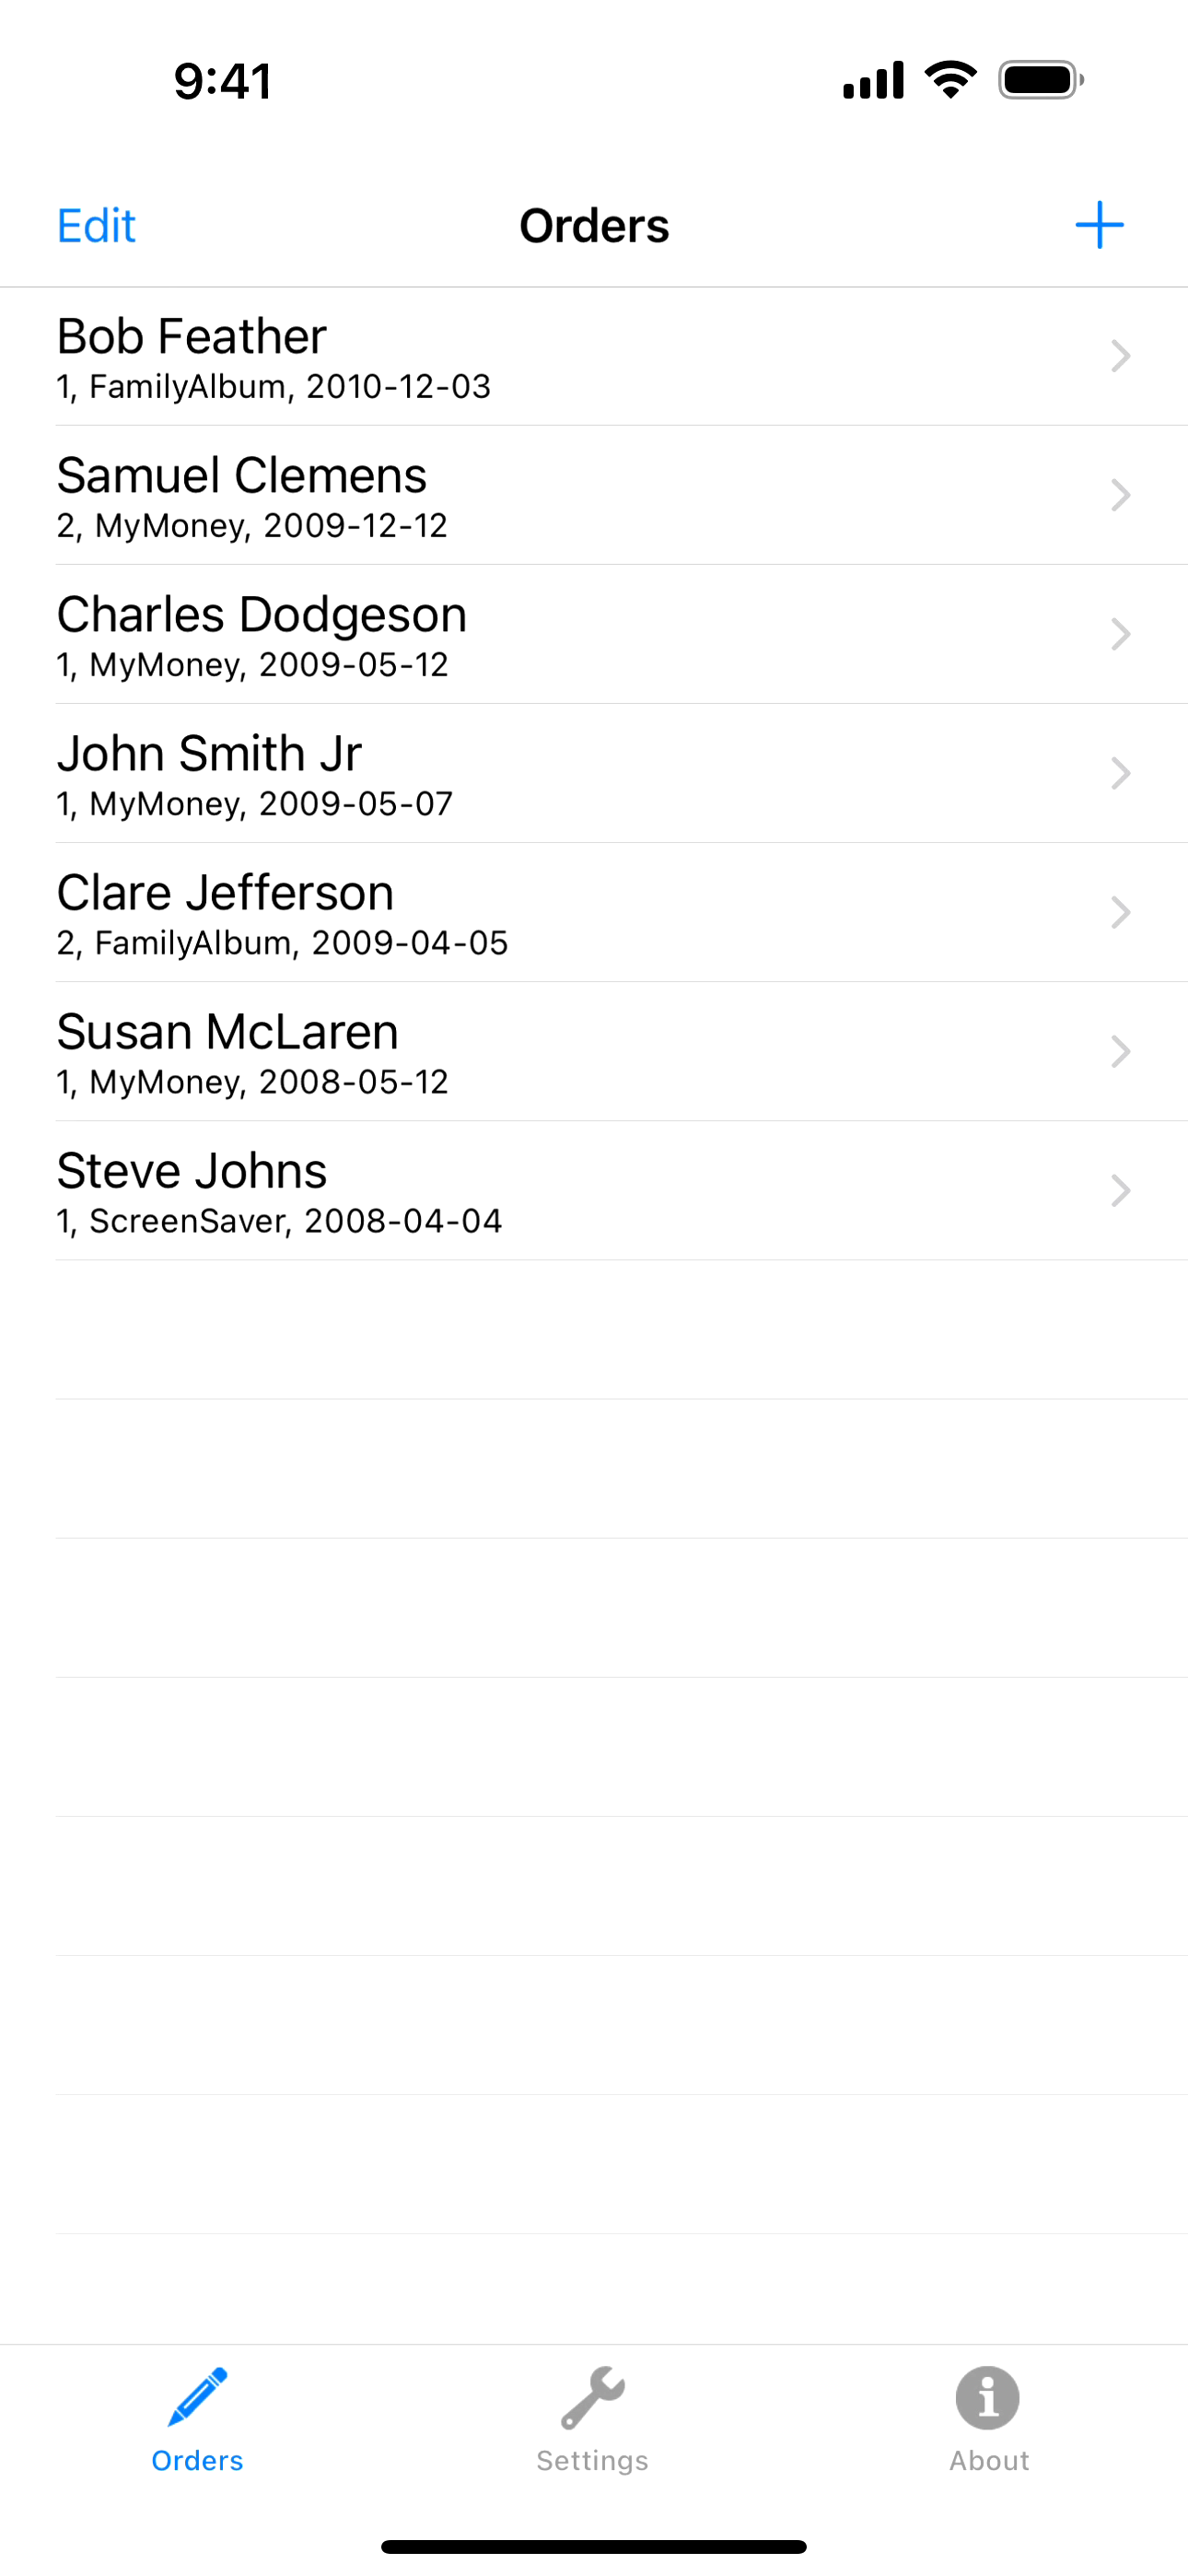 9:41
Edit Orders +
Bob Feather
1, FamilyAlbum, 2010-12-03
Samuel Clemens
2, MyMoney, 2009-12-12
Charles Dodgeson
1, MyMoney, 2009-05-12
John Smith Jr
1, MyMoney, 2009-05-07
Clare Jefferson
2, FamilyAlbum, 2009-04-05
Susan McLaren
1, MyMoney, 2008-05-12
Steve Johns
1, ScreenSaver, 2008-04-04
Orders Settings About